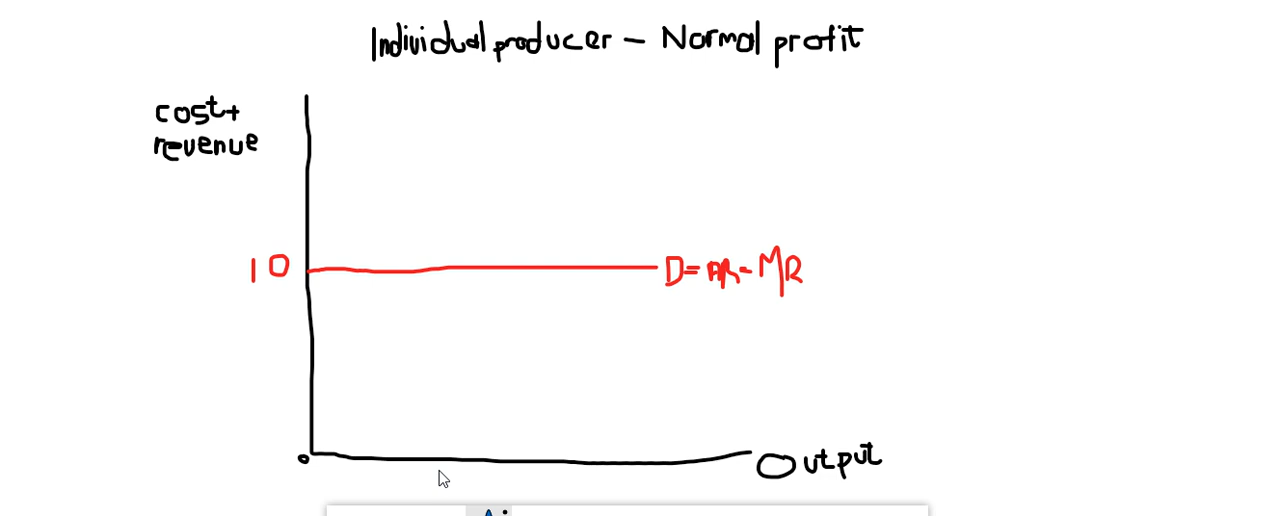 Individual producer - Normal profit
cost+
revenue
10
D=AR=MR
0
Output